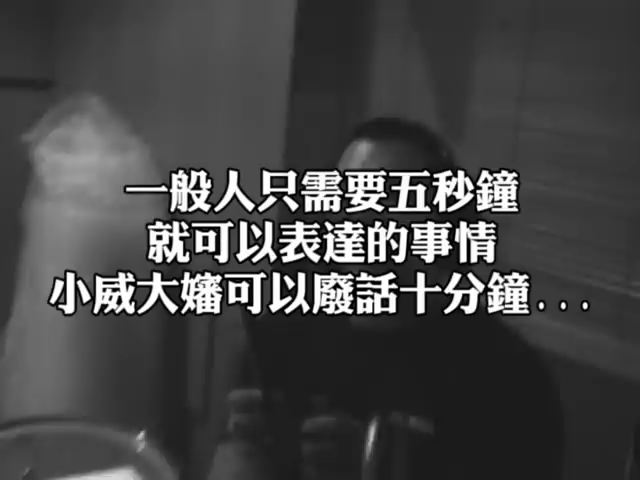 一般人只需要五秒鐘
就可以表達的事情
小威大嬸可以廢話十分鐘...